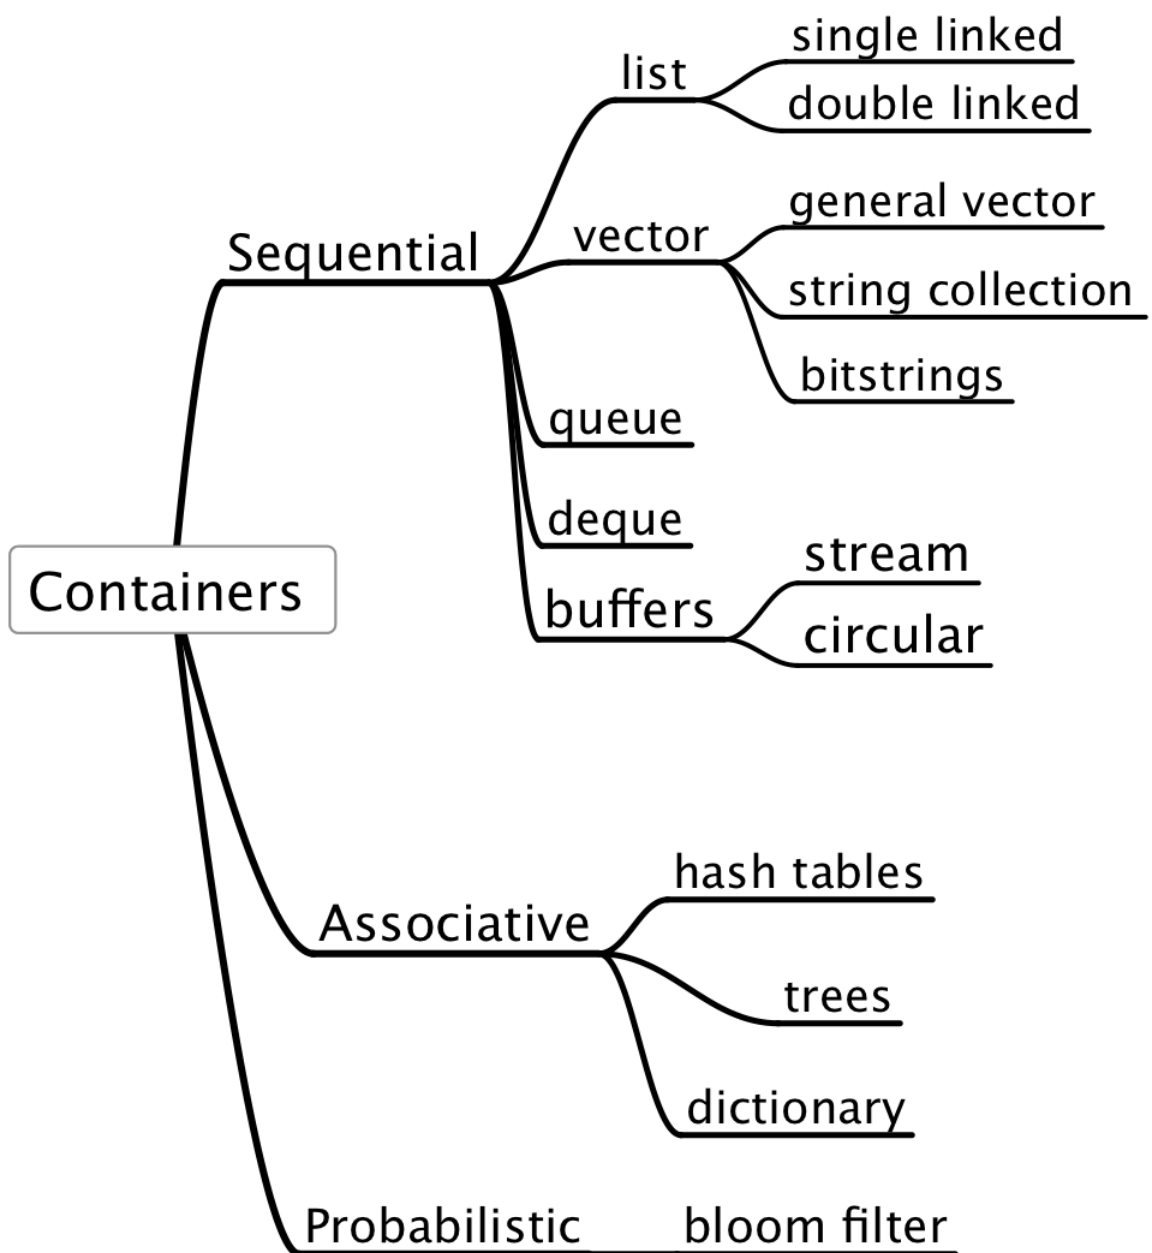 Containers
Sequential
list
single linked
double linked
vector
general vector
string collection
bitstrings
queue
deque
buffers
stream
circular
Associative
hash tables
trees
dictionary
Probabilistic
bloom filter